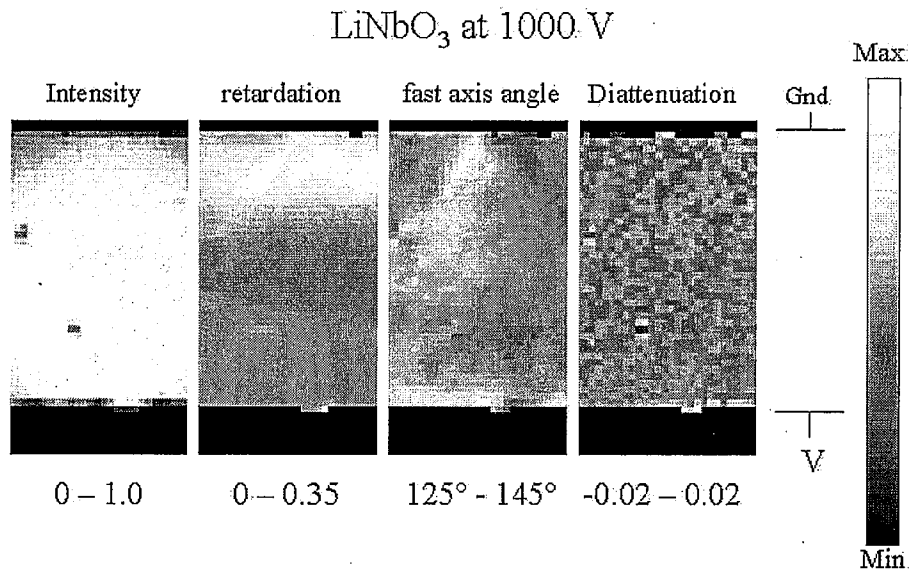 LiNbO₃ at 1000 V
Max
Intensity retardation fast axis angle Diattenuation Gnd
V
0 – 1.0 0 – 0.35 125° - 145° -0.02 – 0.02
Min